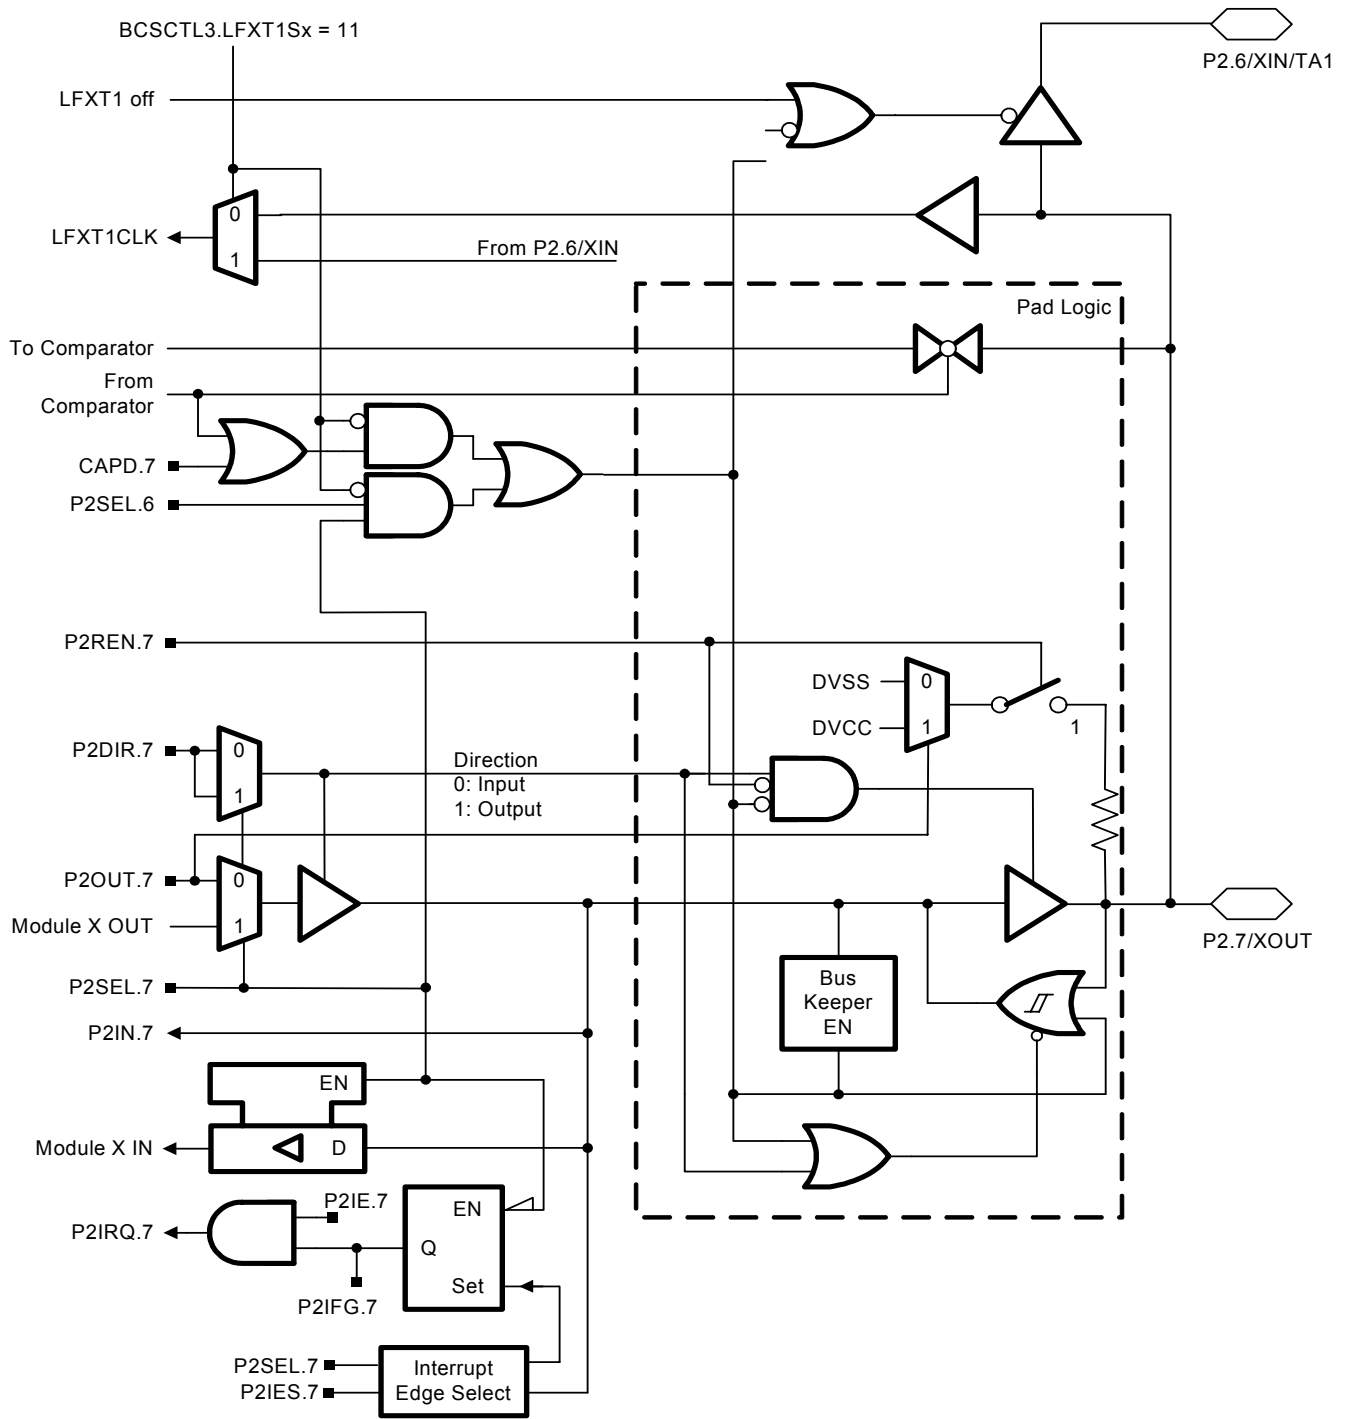 BCSCTL3.LFXT1Sx = 11
P2.6/XIN/TA1
LFXT1 off
0
LFXT1CLK
1
From P2.6/XIN
Pad Logic
To Comparator
From
Comparator
CAPD.7
P2SEL.6
P2REN.7
DVSS
0
DVCC
1
1
P2DIR.7
0
1
Direction
0: Input
1: Output
P2OUT.7
0
Module X OUT
1
P2.7/XOUT
P2SEL.7
Bus
Keeper
EN
P2IN.7
EN
Module X IN
D
P2IE.7
EN
P2IRQ.7
Q
Set
P2IFG.7
P2SEL.7
P2IES.7
Interrupt
Edge Select